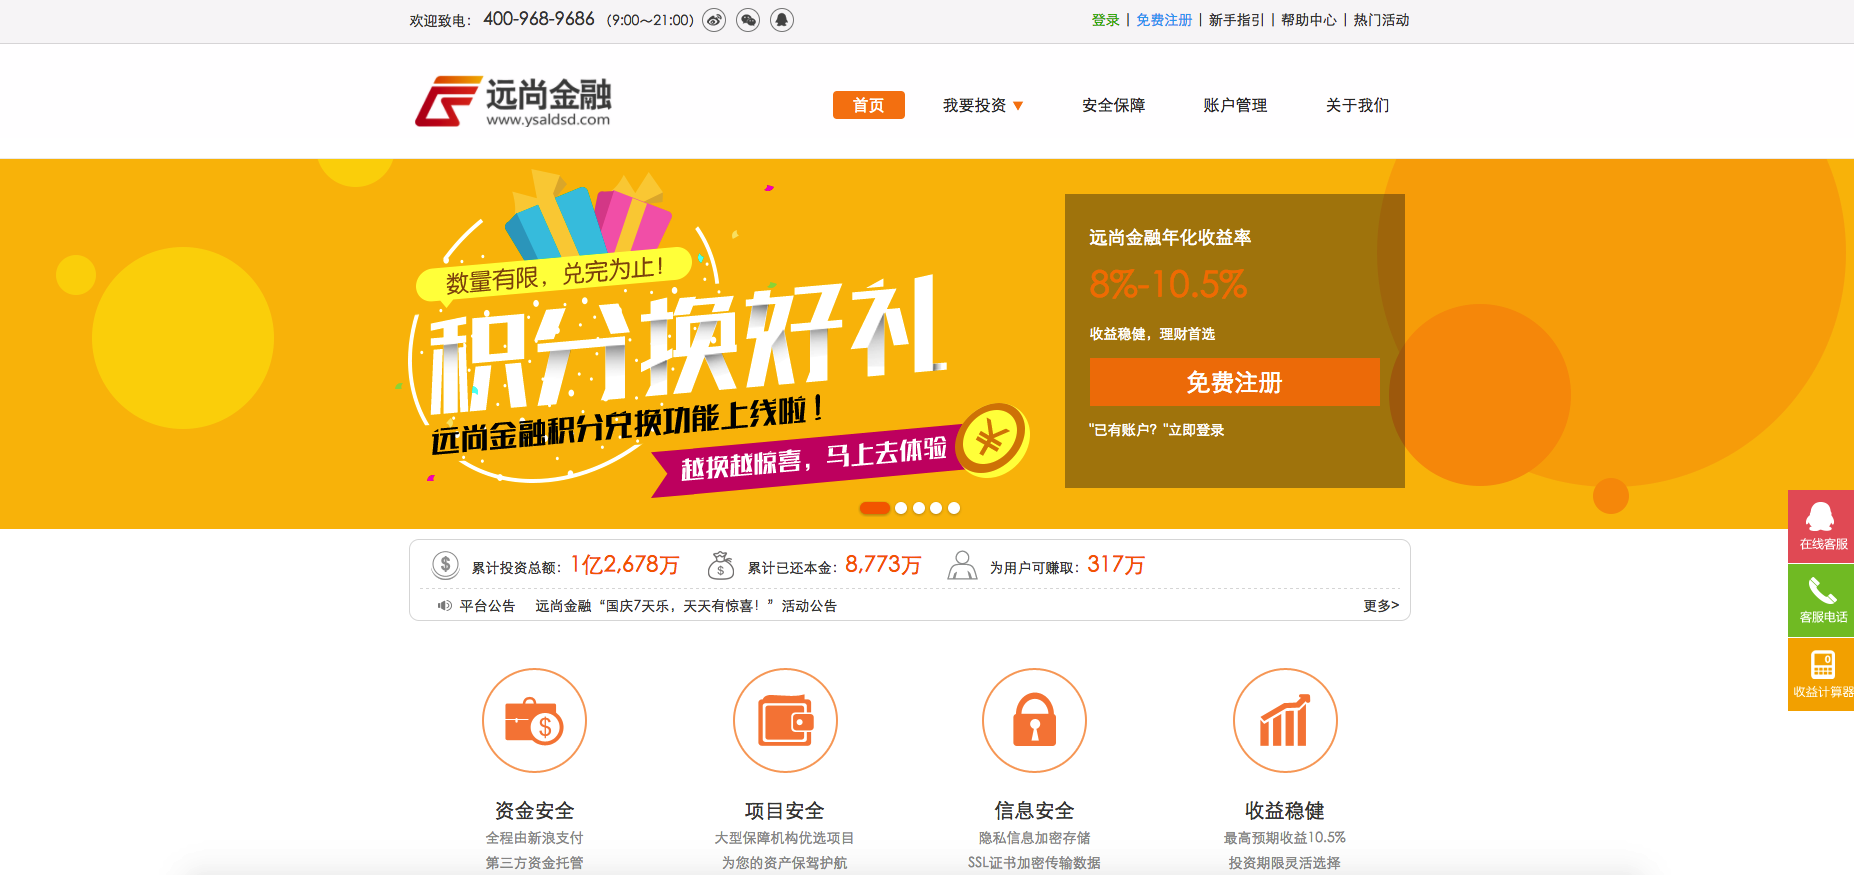 欢迎致电： 400-968-9686 （9:00～21:00）
登录 | 免费注册 | 新手指引 | 帮助中心 | 热门活动
远尚金融
www.ysaldsd.com
首页 我要投资 安全保障 账户管理 关于我们
数量有限，兑完为止！
积分换好礼
远尚金融积分兑换功能上线啦！
越换越惊喜，马上去体验
远尚金融年化收益率
8%-10.5%
收益稳健，理财首选
免费注册
"已有账户？"立即登录
在线客服
客服电话
收益计算器
累计投资总额：1亿2,678万 累计已还本金：8,773万 为用户可赚取：317万
平台公告 远尚金融“国庆7天乐，天天有惊喜！”活动公告 更多>
资金安全
全程由新浪支付
第三方资金托管
项目安全
大型保障机构优选项目
为您的资产保驾护航
信息安全
隐私信息加密存储
SSL证书加密传输数据
收益稳健
最高预期收益10.5%
投资期限灵活选择